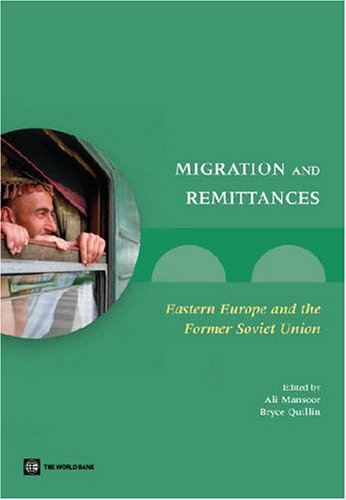 MIGRATION AND
REMITTANCES
Eastern Europe and the
Former Soviet Union
Edited by
Ali Mansoor
Bryce Quillin
THE WORLD BANK